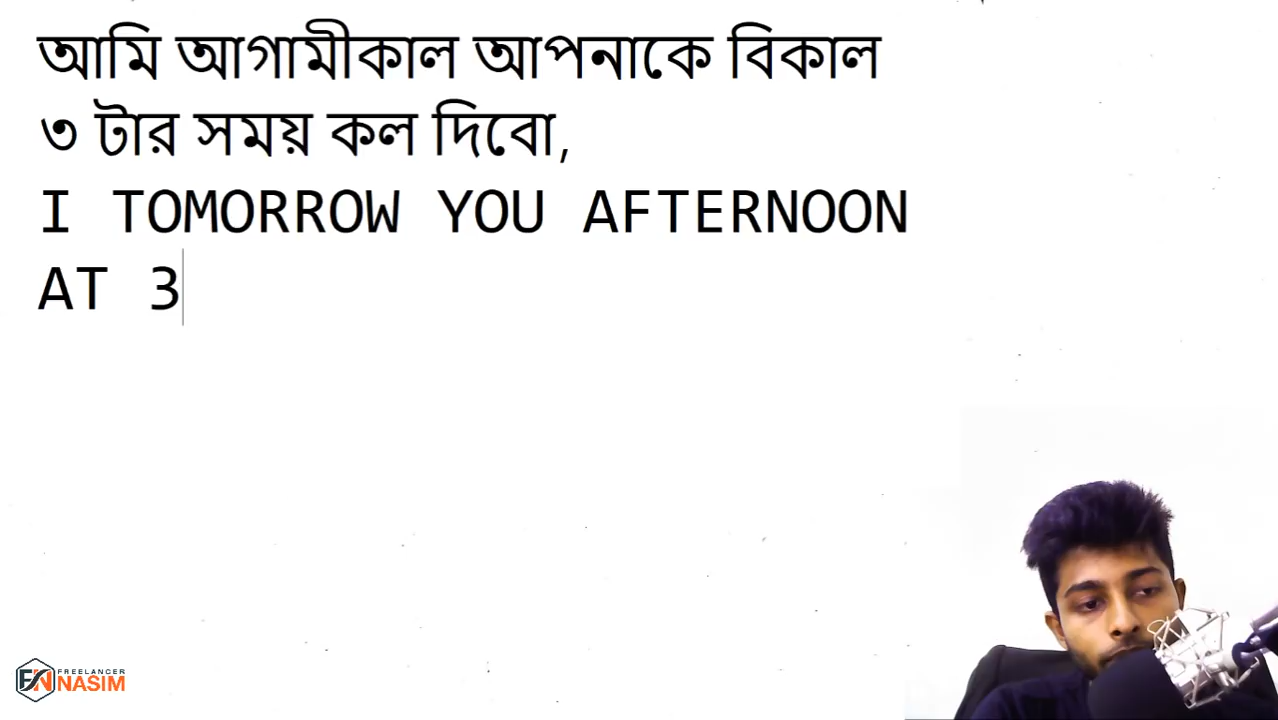 আমি আগামীকাল আপনাকে বিকাল
৩ টার সময় কল দিবো,
I TOMORROW YOU AFTERNOON
AT 3
FREELANCER
NASIM